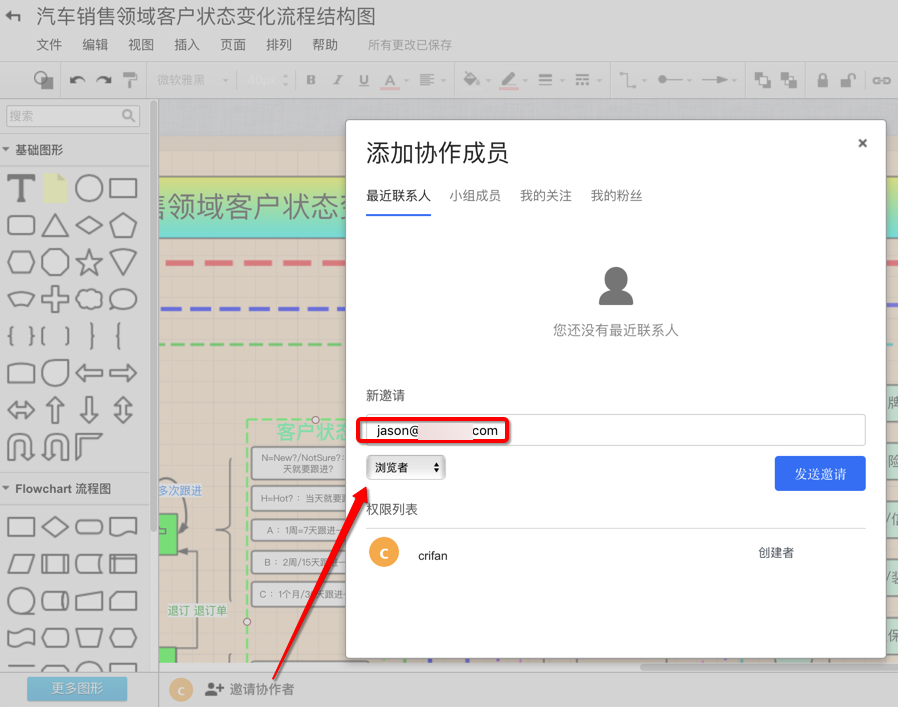 汽车销售领域客户状态变化流程结构图
文件 编辑 视图 插入 页面 排列 帮助 所有更改已保存
微软雅黑 B I U A
搜索
基础图形
Flowchart 流程图
更多图形
售领域客户状态变
客户状态
N=New?/NotSure?:
天就要跟进?
H=Hot? : 当天就要跟
A : 1周=7天跟进一
B : 2周/15天跟进一
多次跟进
退订 退订单
添加协作成员
×
最近联系人 小组成员 我的关注 我的粉丝
您还没有最近联系人
新邀请
jason@ com
浏览者
发送邀请
权限列表
c crifan 创建者
c 邀请协作者